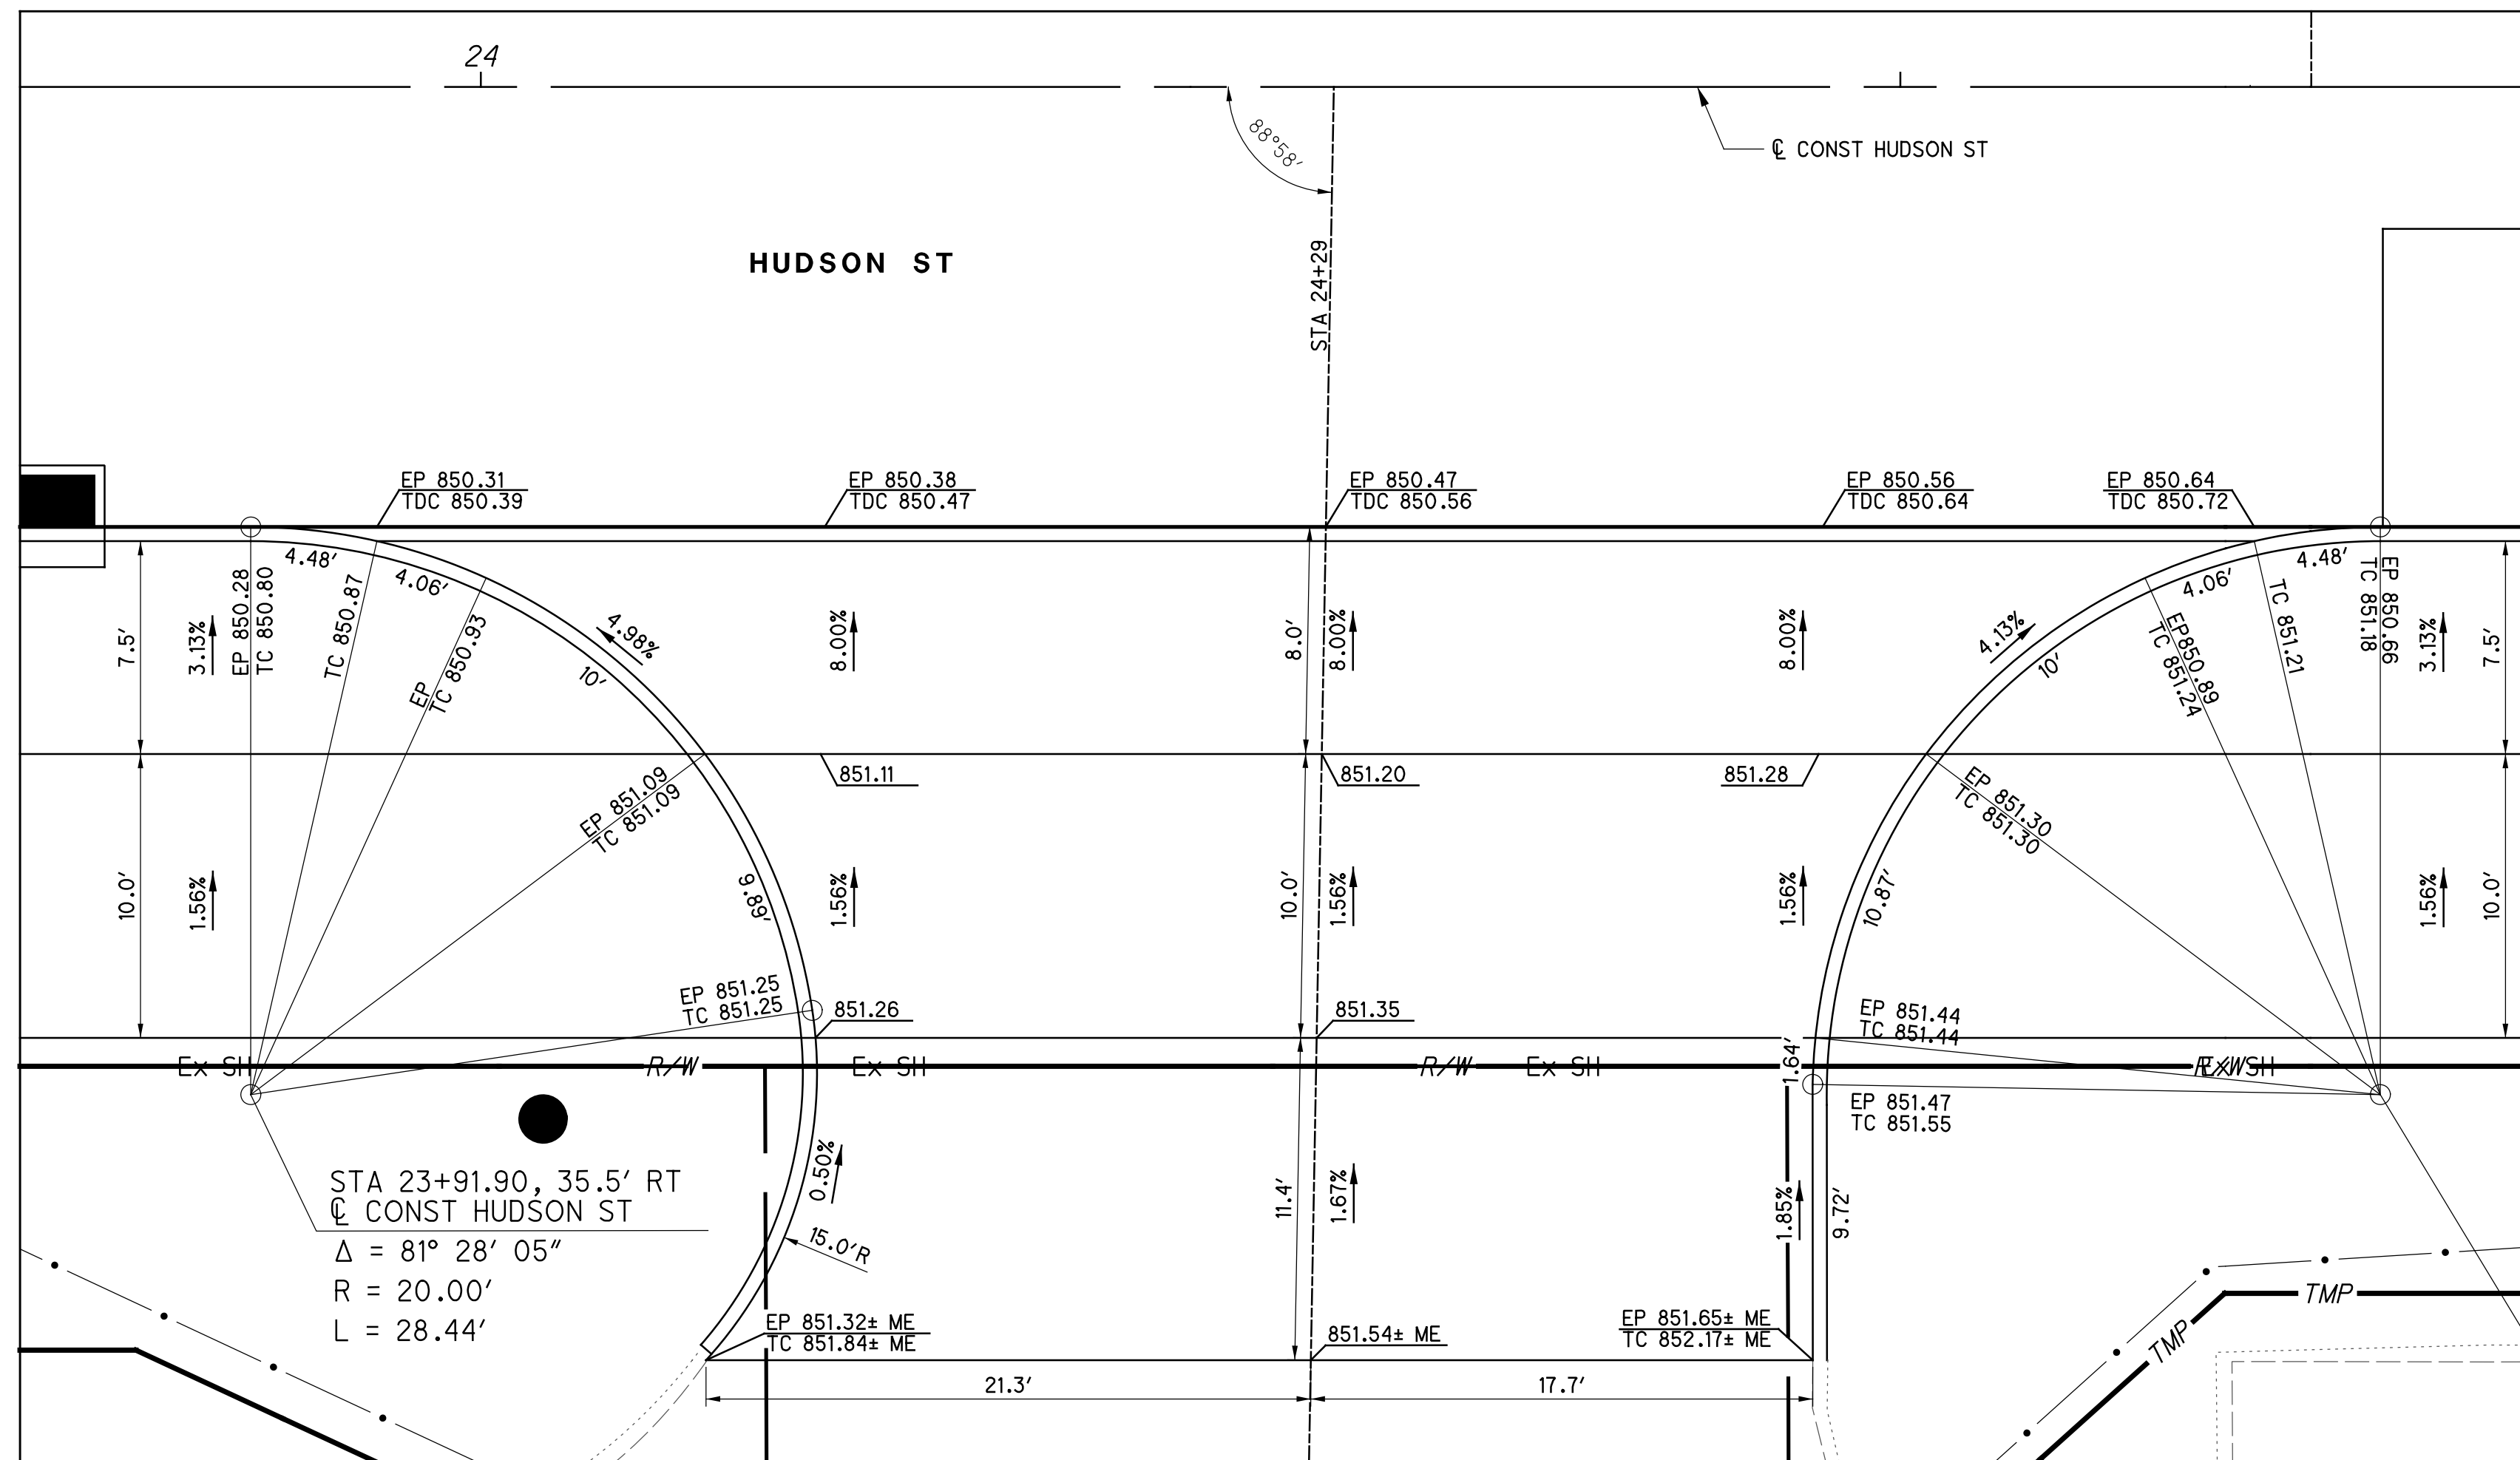 24
88°58′
℄ CONST HUDSON ST
HUDSON ST
STA 24+29
EP 850.31
TDC 850.39
EP 850.38
TDC 850.47
EP 850.47
TDC 850.56
EP 850.56
TDC 850.64
EP 850.64
TDC 850.72
7.5′
3.13%
EP 850.28
TC 850.80
4.48′
TC 850.87
4.06′
EP
TC 850.93
4.98%
10′
8.00%
8.0′
8.00%
8.00%
4.13%
10′
4.06′
4.48′
EP850.89
TC 851.24
TC 851.21
TC 851.18
EP 850.66
3.13%
7.5′
851.11
851.20
851.28
EP 851.09
TC 851.09
EP 851.30
TC 851.30
10.0′
1.56%
9.89′
1.56%
10.0′
1.56%
1.56%
10.87′
1.56%
10.0′
EP 851.25
TC 851.25
851.26
851.35
EP 851.44
TC 851.44
Ex SH
R/W
Ex SH
R/W
Ex SH
1.64′
R/W
Ex SH
EP 851.47
TC 851.55
STA 23+91.90, 35.5′ RT
℄ CONST HUDSON ST
Δ = 81° 28′ 05″
R = 20.00′
L = 28.44′
0.50%
15.0′R
11.4′
1.67%
1.85%
9.72′
EP 851.32± ME
TC 851.84± ME
851.54± ME
EP 851.65± ME
TC 852.17± ME
TMP
TMP
21.3′
17.7′